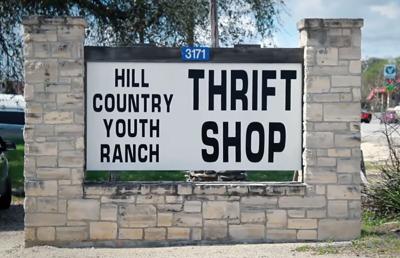 3171
HILL
COUNTRY
YOUTH
RANCH
THRIFT
SHOP